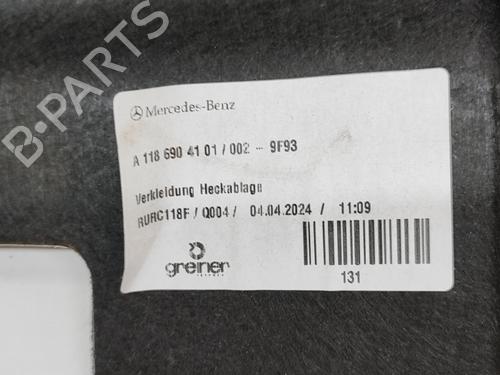 Mercedes-Benz
A 118 690 41 01 / 002 - 9F93
Verkleidung Heckablage
RURC118F / Q004 / 04.04.2024 / 11:09
greiner
131
B-PARTS